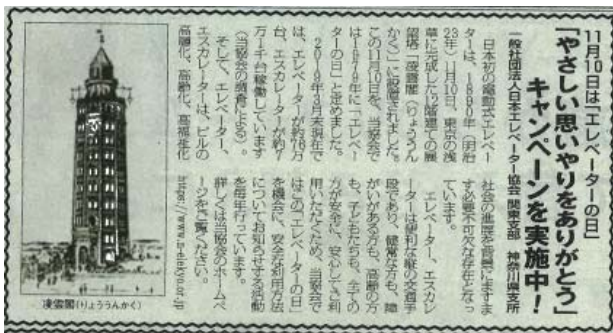 11月10日は「エレベーターの日」
「やさしい思いやりをありがとう」
キャンペーンを実施中！
一般社団法人日本エレベーター協会 関東支部 神奈川県支所
日本初の電動式エレベー
ターは、1890年（明治
23年）11月10日、東京の浅
草に完成した12階建ての展
望塔「凌雲閣（りょううん
かく）」に設置されました。
この11月10日を、当協会で
は1979年に「エレベー
ターの日」と定めました。
2019年3月末現在で
は、エレベーターが約76万
台、エスカレーターが約7
万1千台稼働しています
（当協会の調査による）。
そして、エレベーター、
エスカレーターは、ビルの
高層化、高齢化、高福祉化
社会の進展を背景にますま
す必要不可欠な存在となっ
ています。
エレベーター、エスカレ
ーターは便利な縦の交通手
段であり、健常な方も、障
がいがある方も、高齢の方
も、子どもたちも、全ての
方が安全に、安心してご利
用いただくため、当協会で
はこの「エレベーターの日」
を機会に、安全な利用方法
についてお知らせする活動
を毎年行っています。
詳しくは当協会のホームペ
ージをご覧ください。
https://www.n-elekyo.or.jp
凌雲閣（りょううんかく）